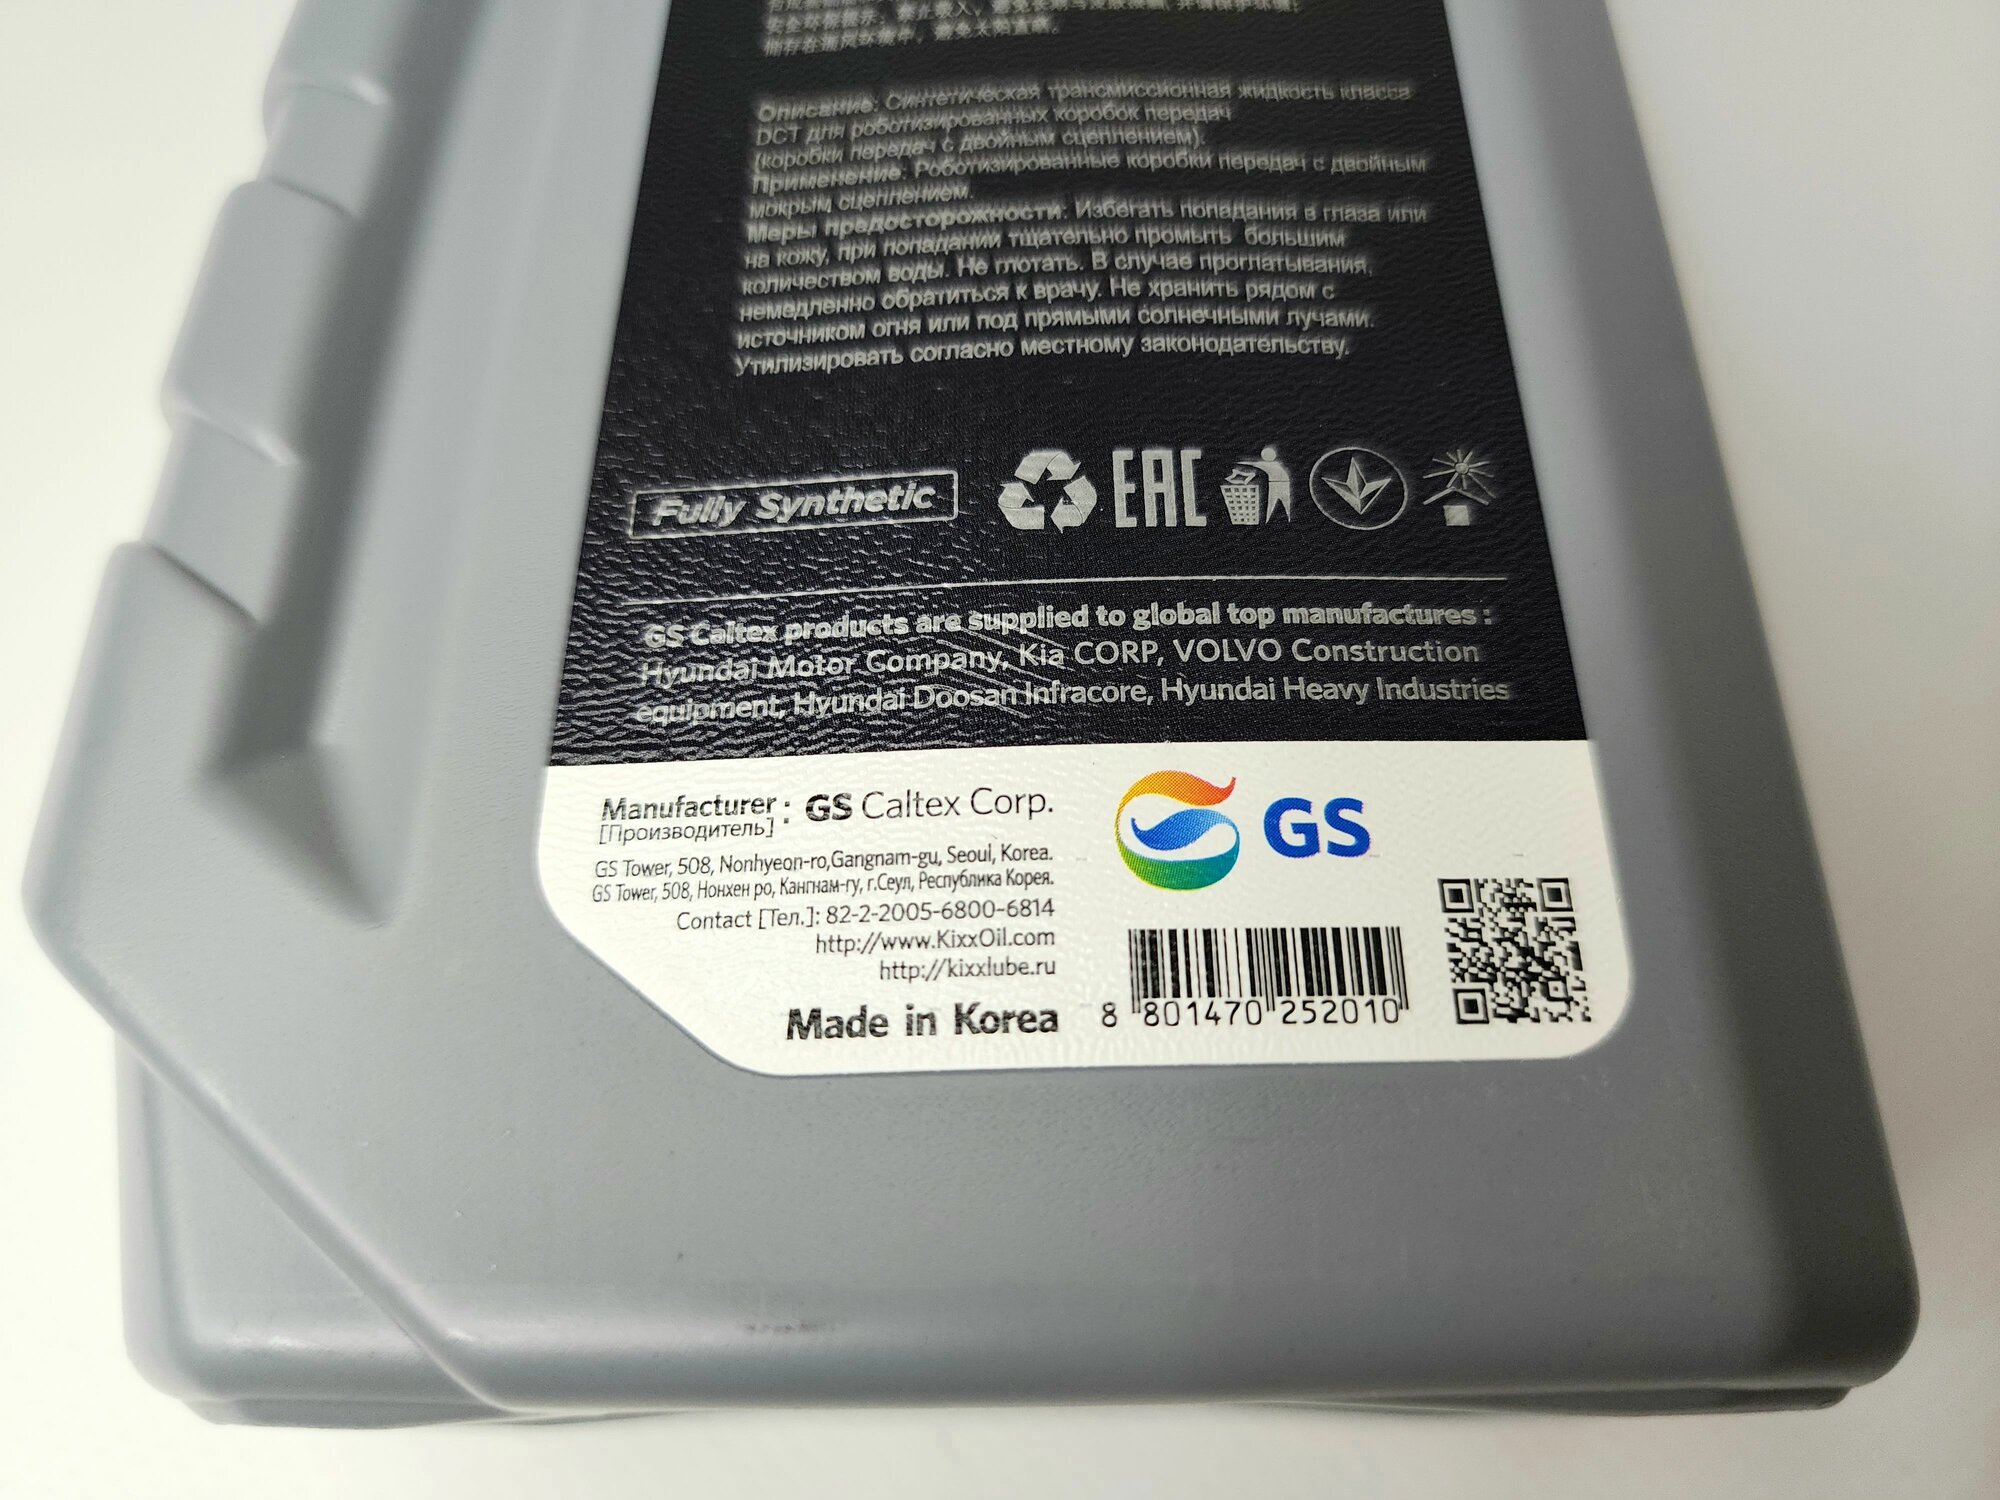 Описание: Синтетическая трансмиссионная жидкость класса
DCT для роботизированных коробок передач
(коробки передач с двойным сцеплением).
Применение: Роботизированные коробки передач с двойным
мокрым сцеплением.
Меры предосторожности: Избегать попадания в глаза или
на кожу, при попадании тщательно промыть большим
количеством воды. Не глотать. В случае проглатывания,
немедленно обратиться к врачу. Не хранить рядом с
источником огня или под прямыми солнечными лучами.
Утилизировать согласно местному законодательству.
Fully Synthetic
EAC
GS Caltex products are supplied to global top manufactures :
Hyundai Motor Company, Kia CORP, VOLVO Construction
equipment, Hyundai Doosan Infracore, Hyundai Heavy Industries
Manufacturer : GS Caltex Corp.
[Производитель]
GS Tower, 508, Nonhyeon-ro,Gangnam-gu, Seoul, Korea.
GS Tower, 508, Нонхен ро, Кангнам-гу, г.Сеул, Республика Корея.
Contact [Тел.]: 82-2-2005-6800-6814
http://www.KixxOil.com
http://kixxlube.ru
Made in Korea
GS
8 801470 252010